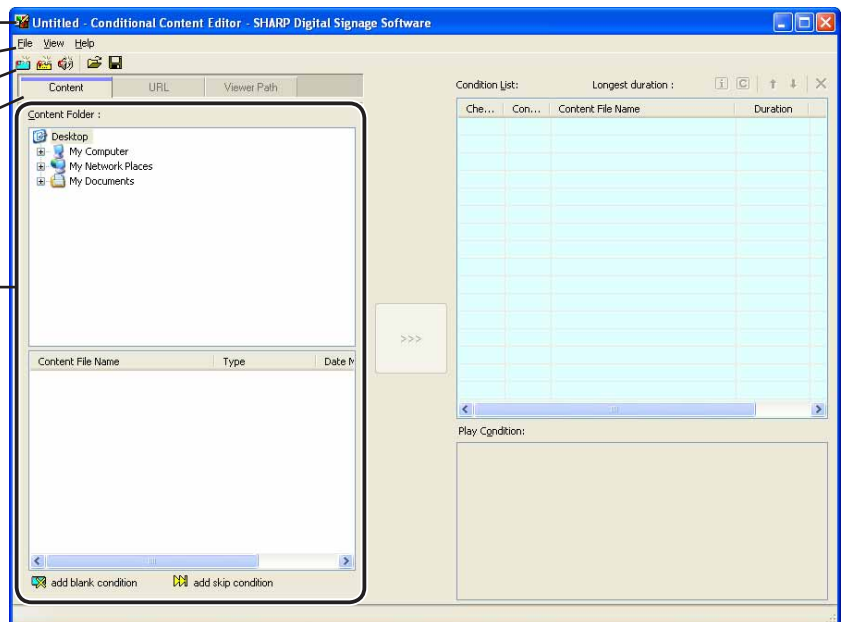 Untitled - Conditional Content Editor - SHARP Digital Signage Software
File View Help
Content URL Viewer Path
Content Folder :
Desktop
My Computer
My Network Places
My Documents
Content File Name Type Date M
add blank condition add skip condition
>>>
Condition List: Longest duration :
Che... Con... Content File Name Duration
Play Condition: